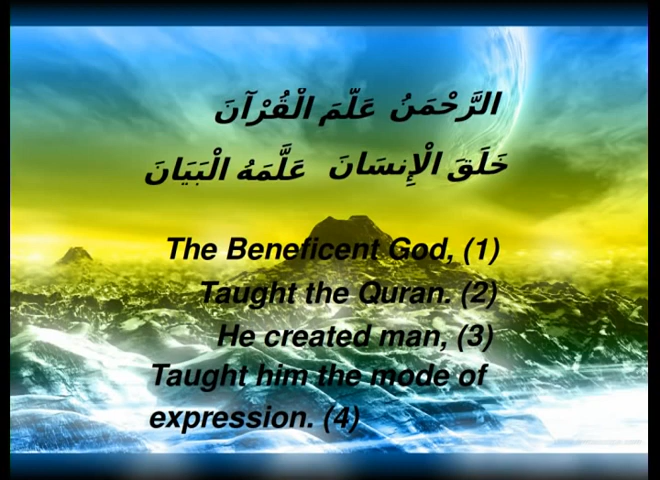 الرَّحْمَنُ عَلَّمَ الْقُرْآنَ
خَلَقَ الْإِنسَانَ عَلَّمَهُ الْبَيَانَ
The Beneficent God, (1)
Taught the Quran. (2)
He created man, (3)
Taught him the mode of
expression. (4)